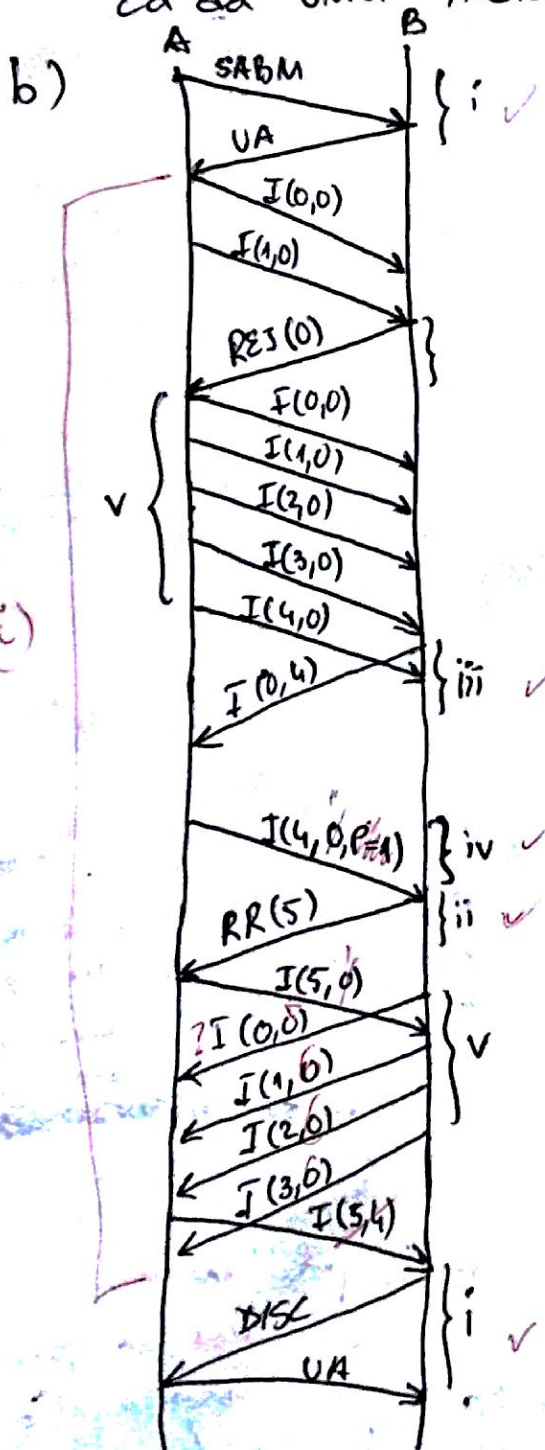 A B
b)
SABM
} i ✓
UA
I(0,0)
I(1,0)
REJ(0) }
I(0,0)
I(1,0)
v {
I(2,0)
I(3,0)
I(4,0)
I(0,4)
} iii ✓
I(4,0,P=1)
} iv ✓
RR(5)
} ii ✓
I(5,0)
?I(0,5)
} v
I(1,6)
I(2,6)
I(3,6)
I(5,4)
DISC
} i ✓
UA